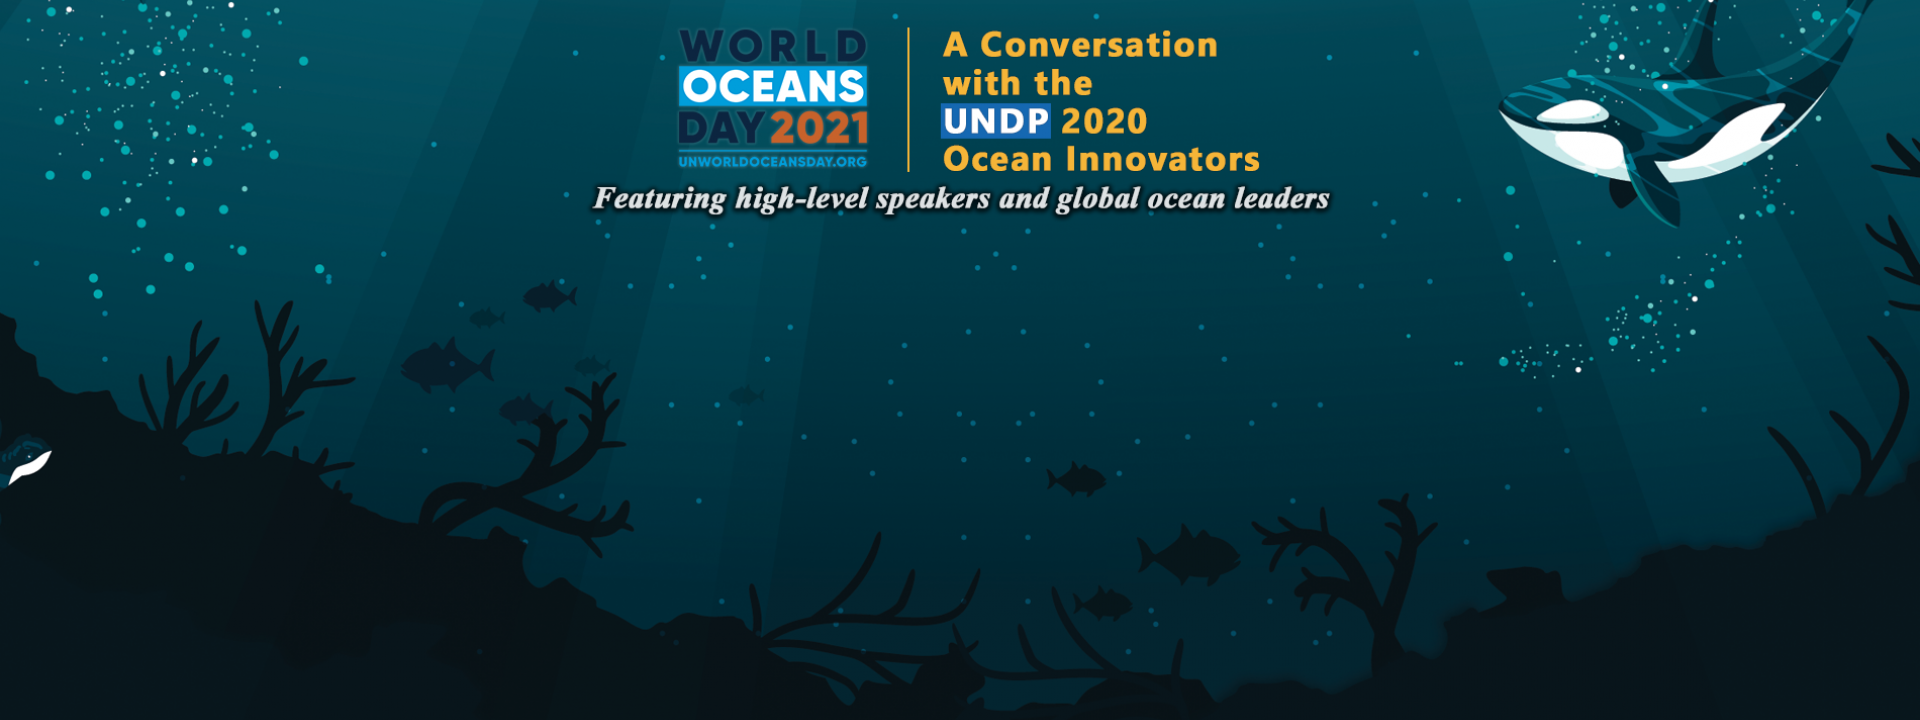 WORLD
OCEANS
DAY 2021
UNWORLDOCEANSDAY.ORG
A Conversation
with the
UNDP 2020
Ocean Innovators
Featuring high-level speakers and global ocean leaders